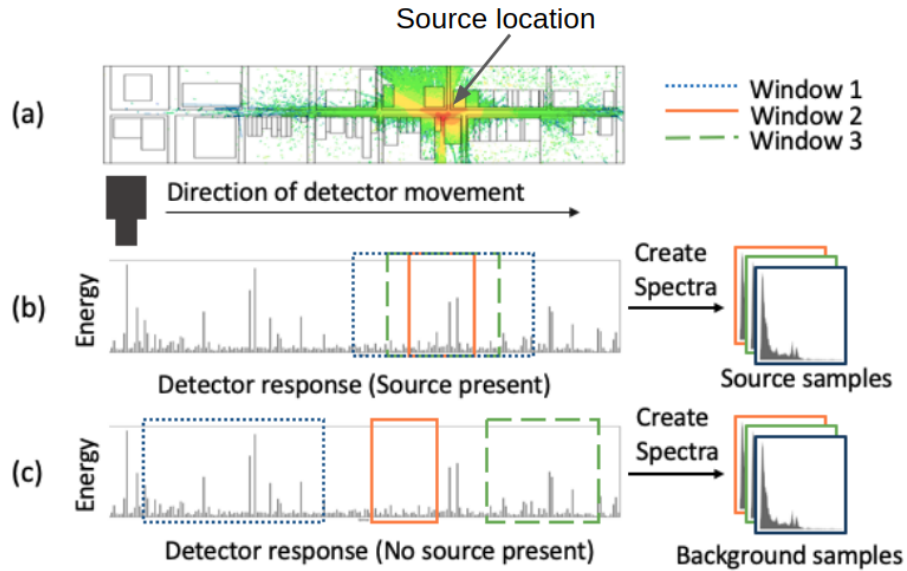 Source location
(a)
Window 1
Window 2
Window 3
Direction of detector movement
(b)
Energy
Create
Spectra
Detector response (Source present)
Source samples
(c)
Energy
Create
Spectra
Detector response (No source present)
Background samples